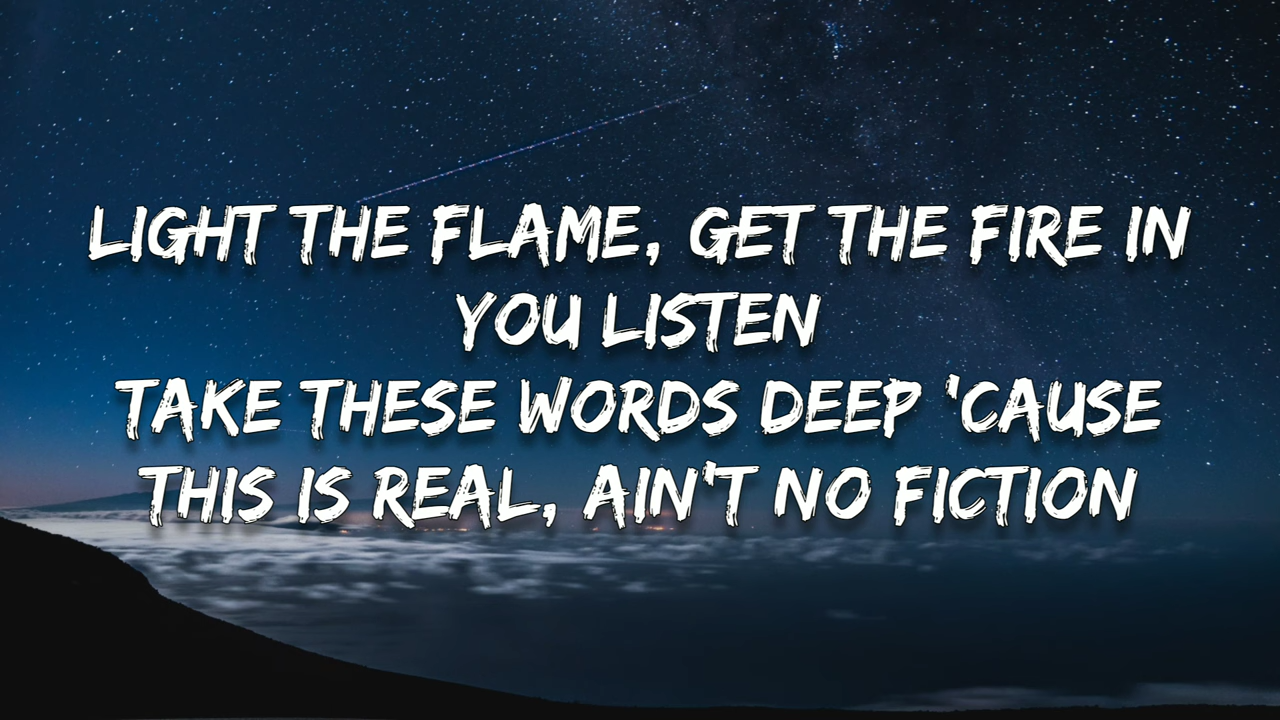 LIGHT THE FLAME, GET THE FIRE IN
YOU LISTEN
TAKE THESE WORDS DEEP 'CAUSE
THIS IS REAL, AIN'T NO FICTION